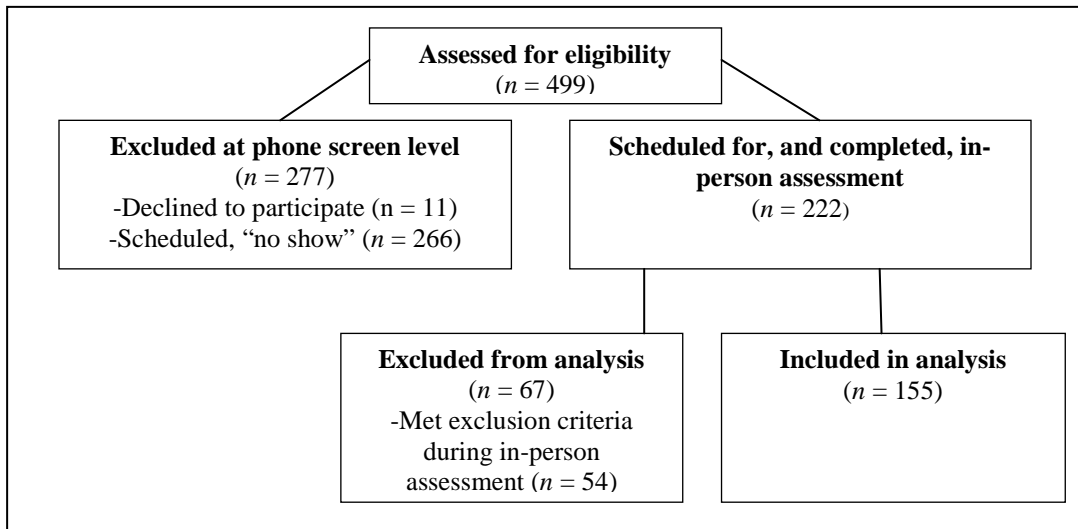 Assessed for eligibility
(n = 499)
Excluded at phone screen level
(n = 277)
-Declined to participate (n = 11)
-Scheduled, “no show” (n = 266)
Scheduled for, and completed, in-
person assessment
(n = 222)
Excluded from analysis
(n = 67)
-Met exclusion criteria
during in-person
assessment (n = 54)
Included in analysis
(n = 155)